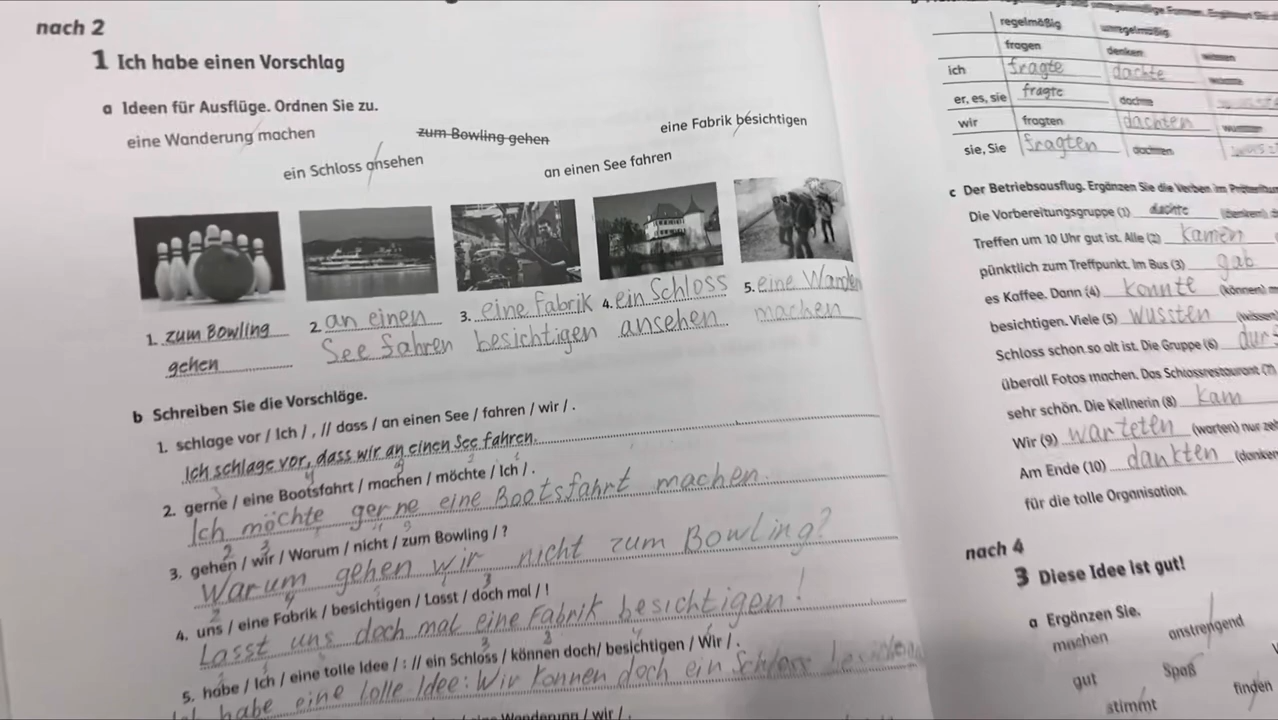 nach 2
1 Ich habe einen Vorschlag
a Ideen für Ausflüge. Ordnen Sie zu.
eine Wanderung machen zum Bowling gehen eine Fabrik besichtigen
ein Schloss ansehen an einen See fahren
1. zum Bowling 2. an einen 3. eine Fabrik 4. ein Schloss 5. eine Wandern
gehen See fahren besichtigen ansehen machen
b Schreiben Sie die Vorschläge.
1. schlage vor / Ich / , // dass / an einen See / fahren / wir / .
Ich schlage vor, dass wir an einen See fahren.
2. gerne / eine Bootsfahrt / machen / möchte / Ich / .
Ich möchte gerne eine Bootsfahrt machen.
3. gehen / wir / Warum / nicht / zum Bowling / ?
Warum gehen wir nicht zum Bowling?
4. uns / eine Fabrik / besichtigen / Lasst / doch mal / !
Lasst uns doch mal eine Fabrik besichtigen!
5. habe / Ich / eine tolle Idee / : // ein Schloss / können doch/ besichtigen / Wir / .
habe eine tolle Idee: Wir können doch ein Schloss
Wanderung / wir / .
regelmäßig unregelmäßig
fragen denken
ich fragte dachte
er, es, sie fragte dachte
wir fragten dachten
sie, Sie fragten dachten
c Der Betriebsausflug. Ergänzen Sie die Verben im
Die Vorbereitungsgruppe (1) dachte (denken)
Treffen um 10 Uhr gut ist. Alle (2) kamen
pünktlich zum Treffpunkt. Im Bus (3) gab
es Kaffee. Dann (4) konnte (können)
besichtigen. Viele (5) wussten
Schloss schon so alt ist. Die Gruppe (6)
überall Fotos machen. Das Schlossrestaurant (7)
sehr schön. Die Kellnerin (8) kam
Wir (9) warteten (warten) nur
Am Ende (10) dankten
für die tolle Organisation.
nach 4
3 Diese Idee ist gut!
a Ergänzen Sie.
machen anstrengend
gut Spaß finden
stimmt